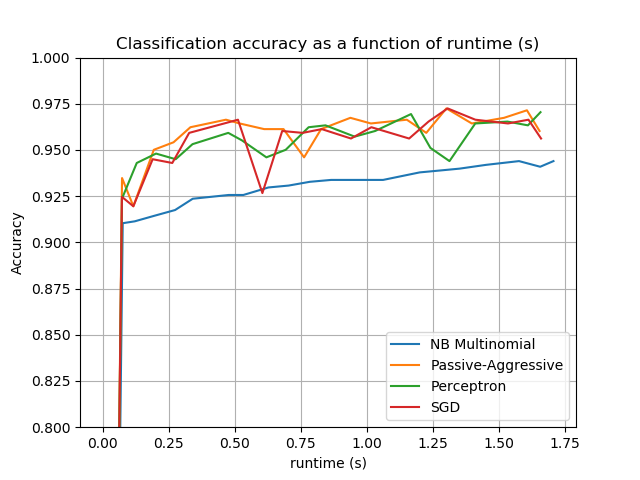 Classification accuracy as a function of runtime (s)
1.000
0.975
0.950
0.925
0.900
0.875
0.850
0.825
0.800
Accuracy
NB Multinomial
Passive-Aggressive
Perceptron
SGD
0.00 0.25 0.50 0.75 1.00 1.25 1.50 1.75
runtime (s)